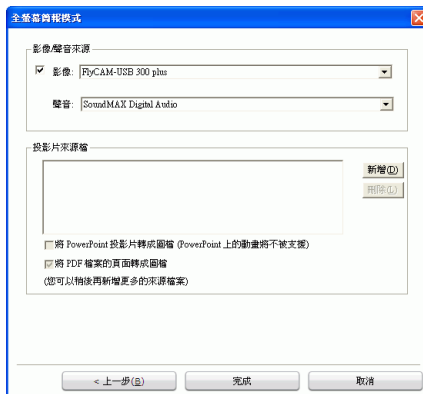 全螢幕簡報模式
影像/聲音來源
影像: FlyCAM-USB 300 plus
聲音: SoundMAX Digital Audio
投影片來源檔
新增(D)
刪除(L)
將 PowerPoint 投影片轉成圖檔 (PowerPoint 上的動畫將不被支援)
將 PDF 檔案的頁面轉成圖檔
(您可以稍後再新增更多的來源檔案)
< 上一步(B)
完成
取消